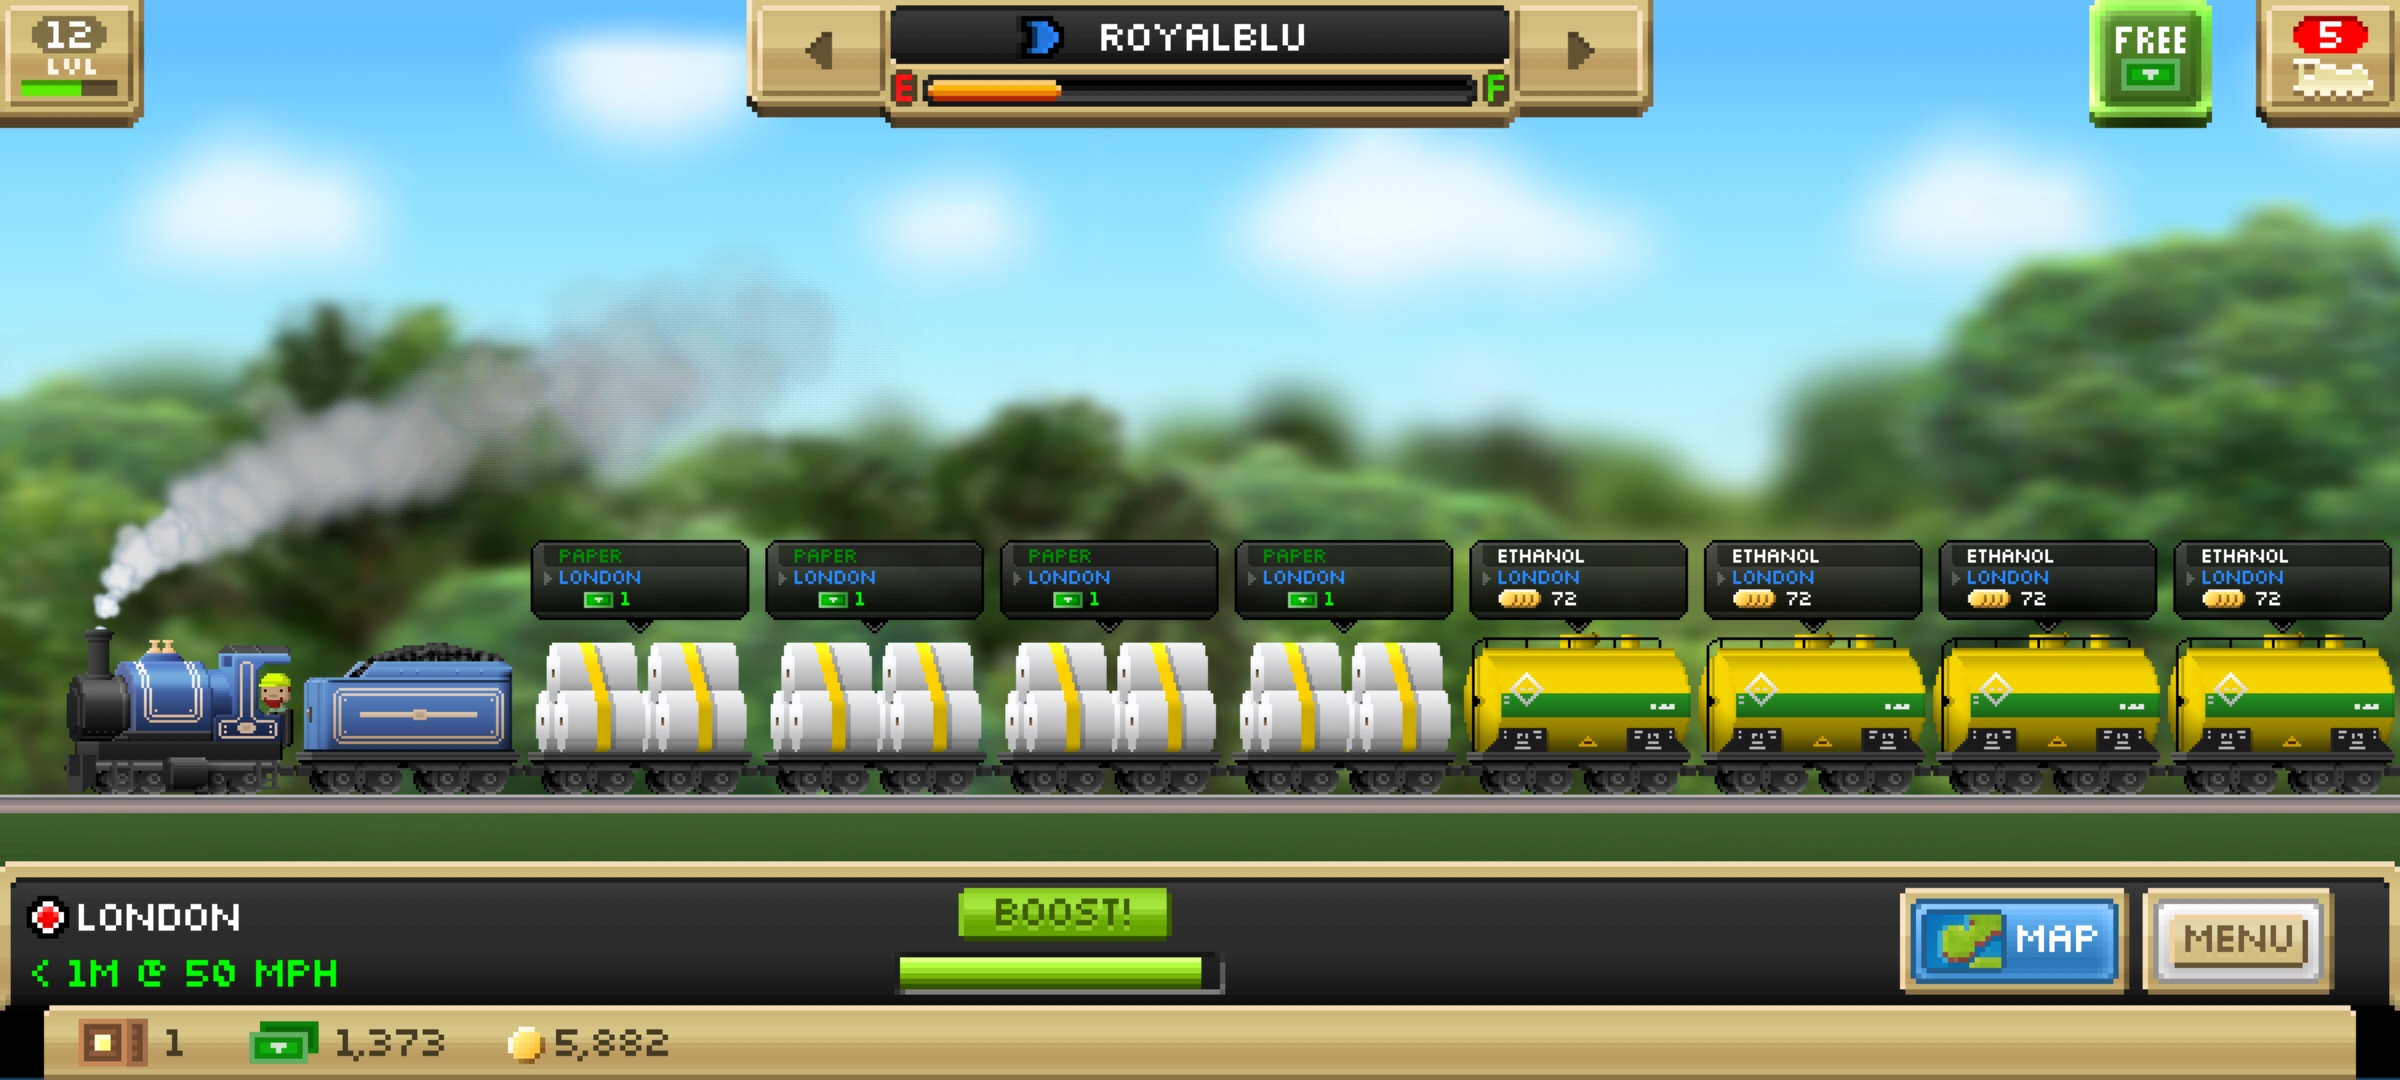 12
LVL
ROYALBLU
E F
FREE
5
PAPER
LONDON
1
PAPER
LONDON
1
PAPER
LONDON
1
PAPER
LONDON
1
ETHANOL
LONDON
72
ETHANOL
LONDON
72
ETHANOL
LONDON
72
ETHANOL
LONDON
72
LONDON
< 1M @ 50 MPH
BOOST!
MAP
MENU
1
1,373
5,882